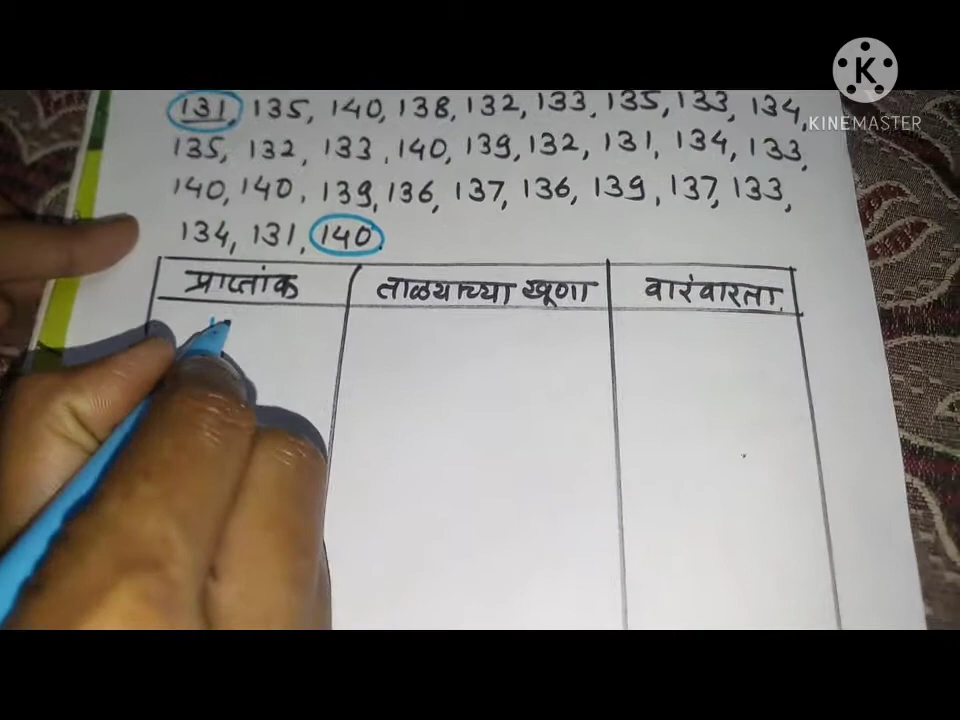 K
KINEMASTER
131, 135, 140, 138, 132, 133, 135, 133, 134,
135, 132, 133, 140, 139, 132, 131, 134, 133,
140, 140, 139, 136, 137, 136, 139, 137, 133,
134, 131, 140.
प्राप्तांक ताळयाच्या खूणा वारंवारता.